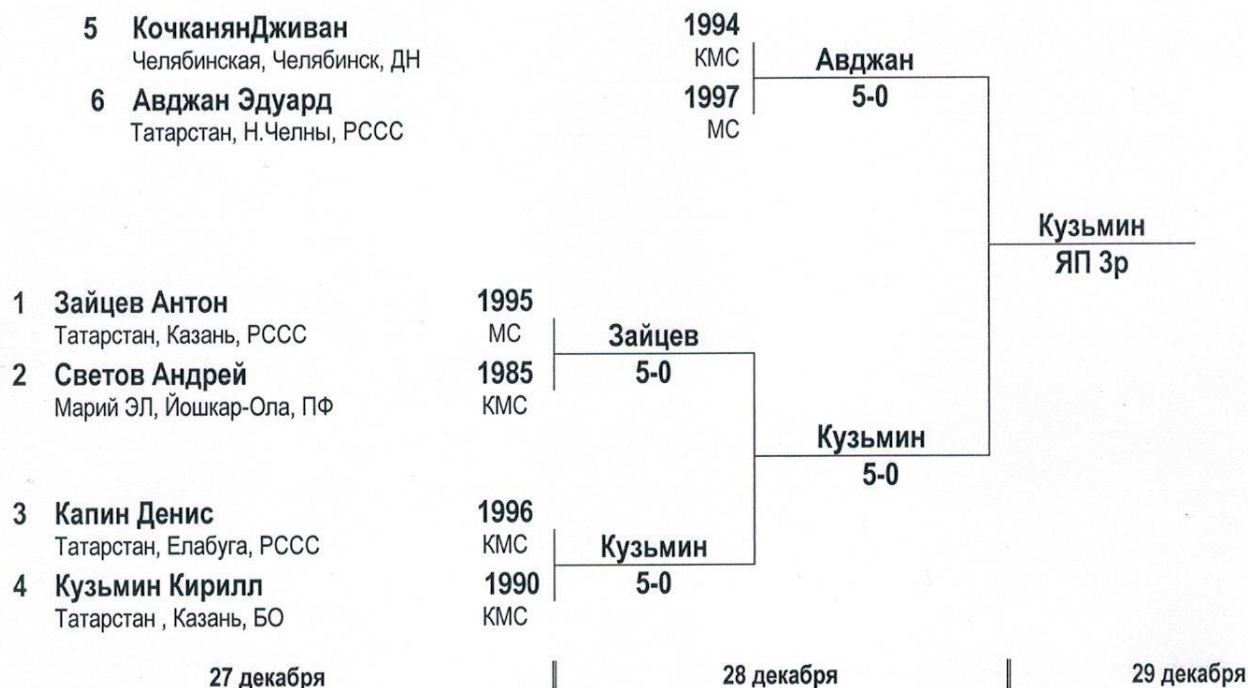 5 КочканянДживан 1994
Челябинская, Челябинск, ДН КМС
Авджан
6 Авджан Эдуард 1997
5-0
Татарстан, Н.Челны, РССС МС
Кузьмин
ЯП 3р
1 Зайцев Антон 1995
Татарстан, Казань, РССС МС
Зайцев
2 Светов Андрей 1985
5-0
Марий ЭЛ, Йошкар-Ола, ПФ КМС
Кузьмин
5-0
3 Капин Денис 1996
Татарстан, Елабуга, РССС КМС
Кузьмин
4 Кузьмин Кирилл 1990
5-0
Татарстан , Казань, БО КМС
27 декабря 28 декабря 29 декабря